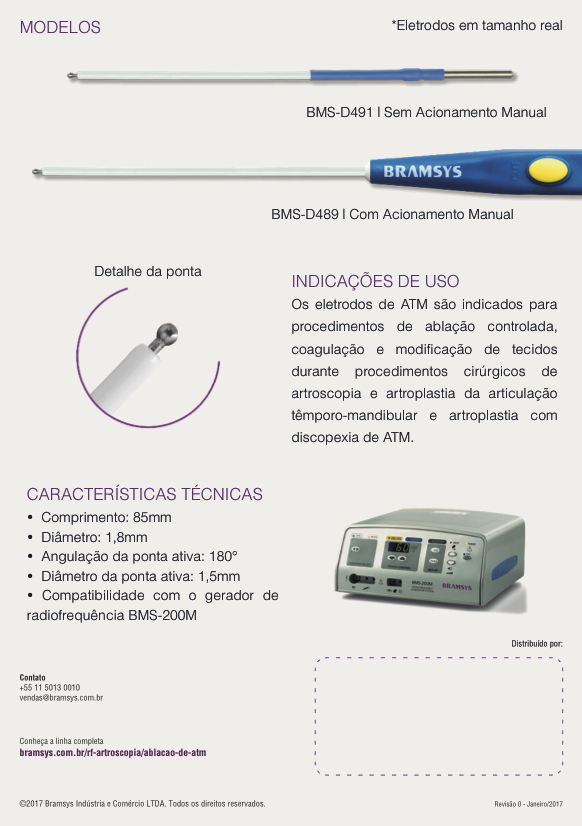 MODELOS
*Eletrodos em tamanho real
BMS-D491 | Sem Acionamento Manual
BRAMSYS
BMS-D489 | Com Acionamento Manual
Detalhe da ponta
INDICAÇÕES DE USO
Os eletrodos de ATM são indicados para
procedimentos de ablação controlada,
coagulação e modificação de tecidos
durante procedimentos cirúrgicos de
artroscopia e artroplastia da articulação
têmporo-mandibular e artroplastia com
discopexia de ATM.
CARACTERÍSTICAS TÉCNICAS
• Comprimento: 85mm
• Diâmetro: 1,8mm
• Angulação da ponta ativa: 180º
• Diâmetro da ponta ativa: 1,5mm
• Compatibilidade com o gerador de
radiofrequência BMS-200M
BMS-200M
BRAMSYS
Distribuído por:
Contato
+55 11 5013 0010
vendas@bramsys.com.br
Conheça a linha completa
bramsys.com.br/rf-artroscopia/ablacao-de-atm
©2017 Bramsys Indústria e Comércio LTDA. Todos os direitos reservados.
Revisão 0 - Janeiro/2017